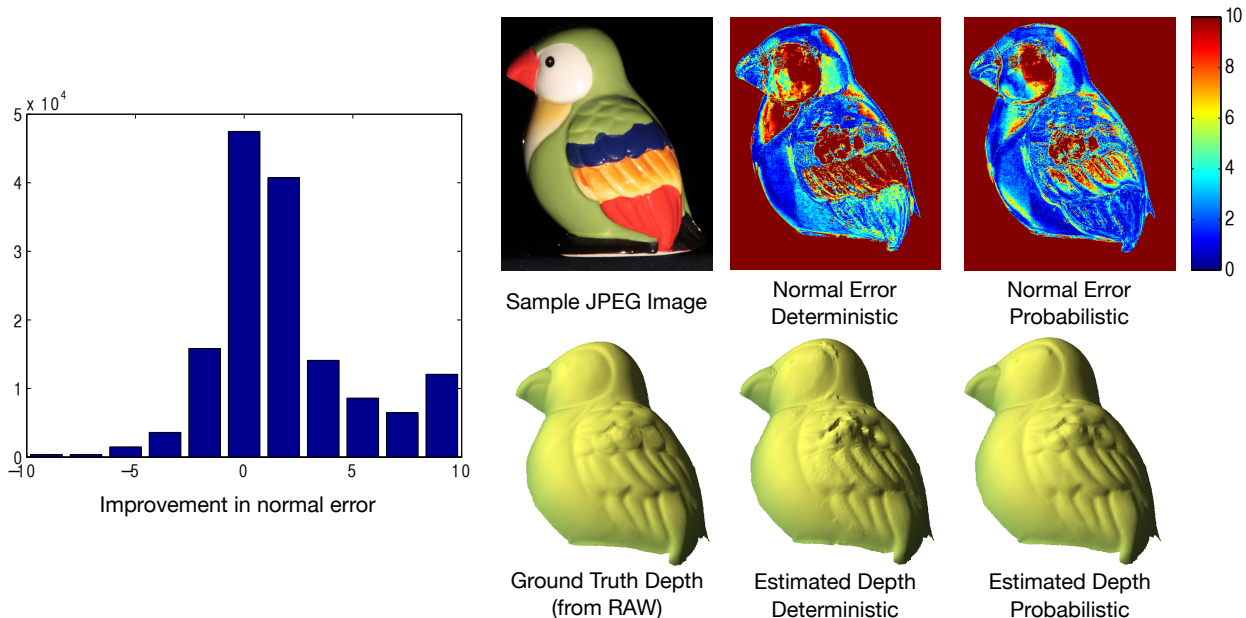 x 10^4
5
4
3
2
1
0
−10
−5
0
5
10
Improvement in normal error
Sample JPEG Image
Normal Error
Deterministic
Normal Error
Probabilistic
10
8
6
4
2
0
Ground Truth Depth
(from RAW)
Estimated Depth
Deterministic
Estimated Depth
Probabilistic